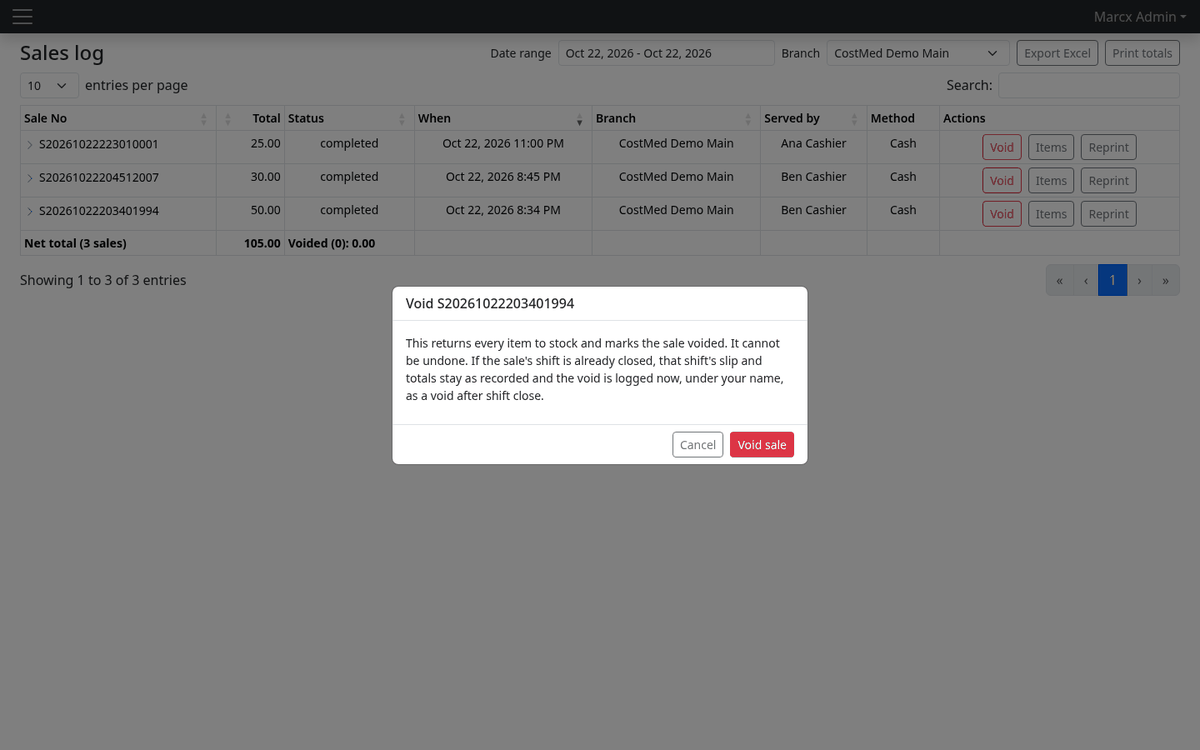 Marcx Admin
Sales log
Date range Oct 22, 2026 - Oct 22, 2026 Branch CostMed Demo Main Export Excel Print totals
10 entries per page Search:
Sale No Total Status When Branch Served by Method Actions
S20261022223010001 25.00 completed Oct 22, 2026 11:00 PM CostMed Demo Main Ana Cashier Cash Void Items Reprint
S20261022204512007 30.00 completed Oct 22, 2026 8:45 PM CostMed Demo Main Ben Cashier Cash Void Items Reprint
S20261022203401994 50.00 completed Oct 22, 2026 8:34 PM CostMed Demo Main Ben Cashier Cash Void Items Reprint
Net total (3 sales) 105.00 Voided (0): 0.00
Showing 1 to 3 of 3 entries « ‹ 1 › »
Void S20261022203401994
This returns every item to stock and marks the sale voided. It cannot
be undone. If the sale's shift is already closed, that shift's slip and
totals stay as recorded and the void is logged now, under your name,
as a void after shift close.
Cancel Void sale